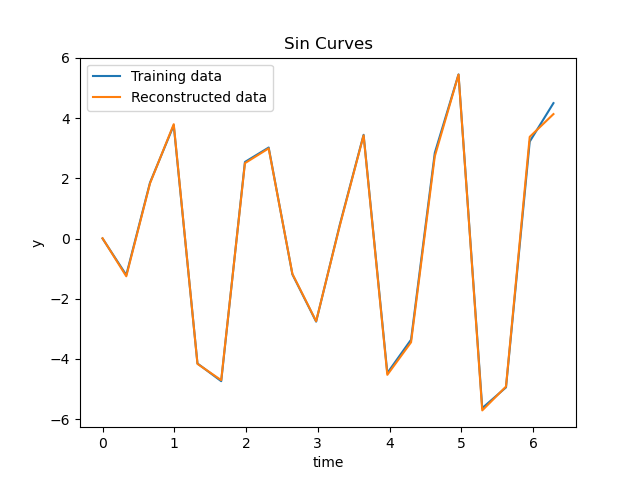 Sin Curves
Training data
Reconstructed data
6
4
2
0
−2
−4
−6
y
0 1 2 3 4 5 6
time